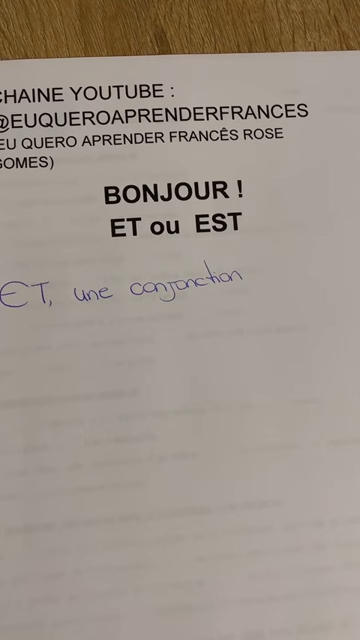 CHAINE YOUTUBE :
@EUQUEROAPRENDERFRANCES
EU QUERO APRENDER FRANCÊS ROSE
GOMES)
BONJOUR !
ET ou EST
ET, une conjonction